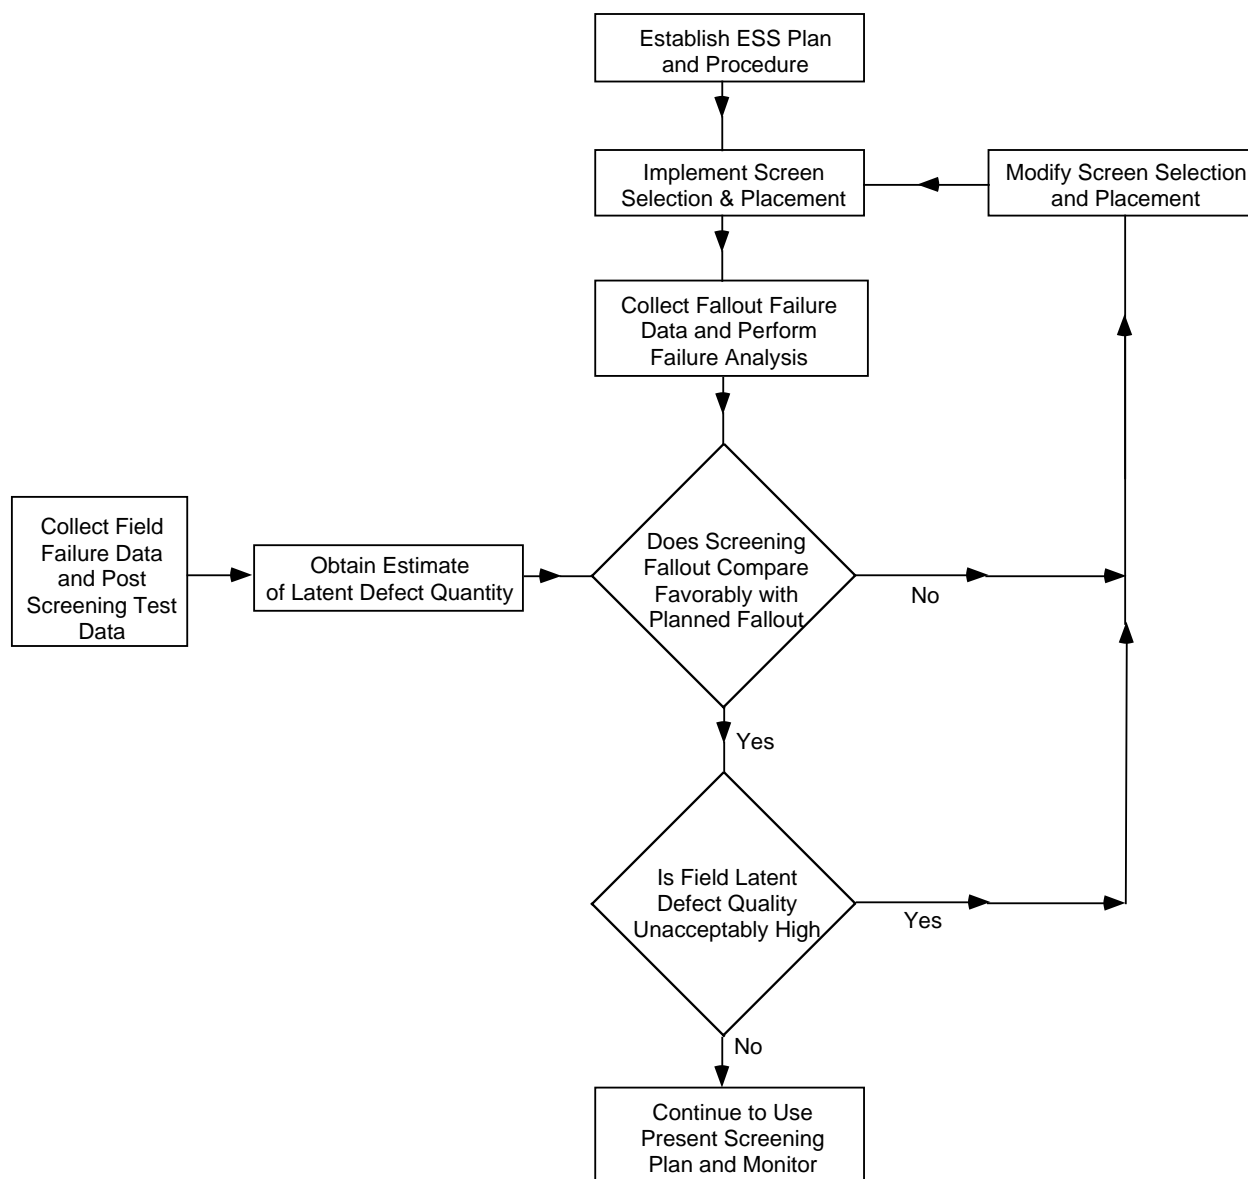 Establish ESS Plan
and Procedure
Implement Screen
Selection & Placement
Modify Screen Selection
and Placement
Collect Fallout Failure
Data and Perform
Failure Analysis
Collect Field
Failure Data
and Post
Screening Test
Data
Obtain Estimate
of Latent Defect Quantity
Does Screening
Fallout Compare
Favorably with
Planned Fallout
No
Yes
Is Field Latent
Defect Quality
Unacceptably High
Yes
No
Continue to Use
Present Screening
Plan and Monitor